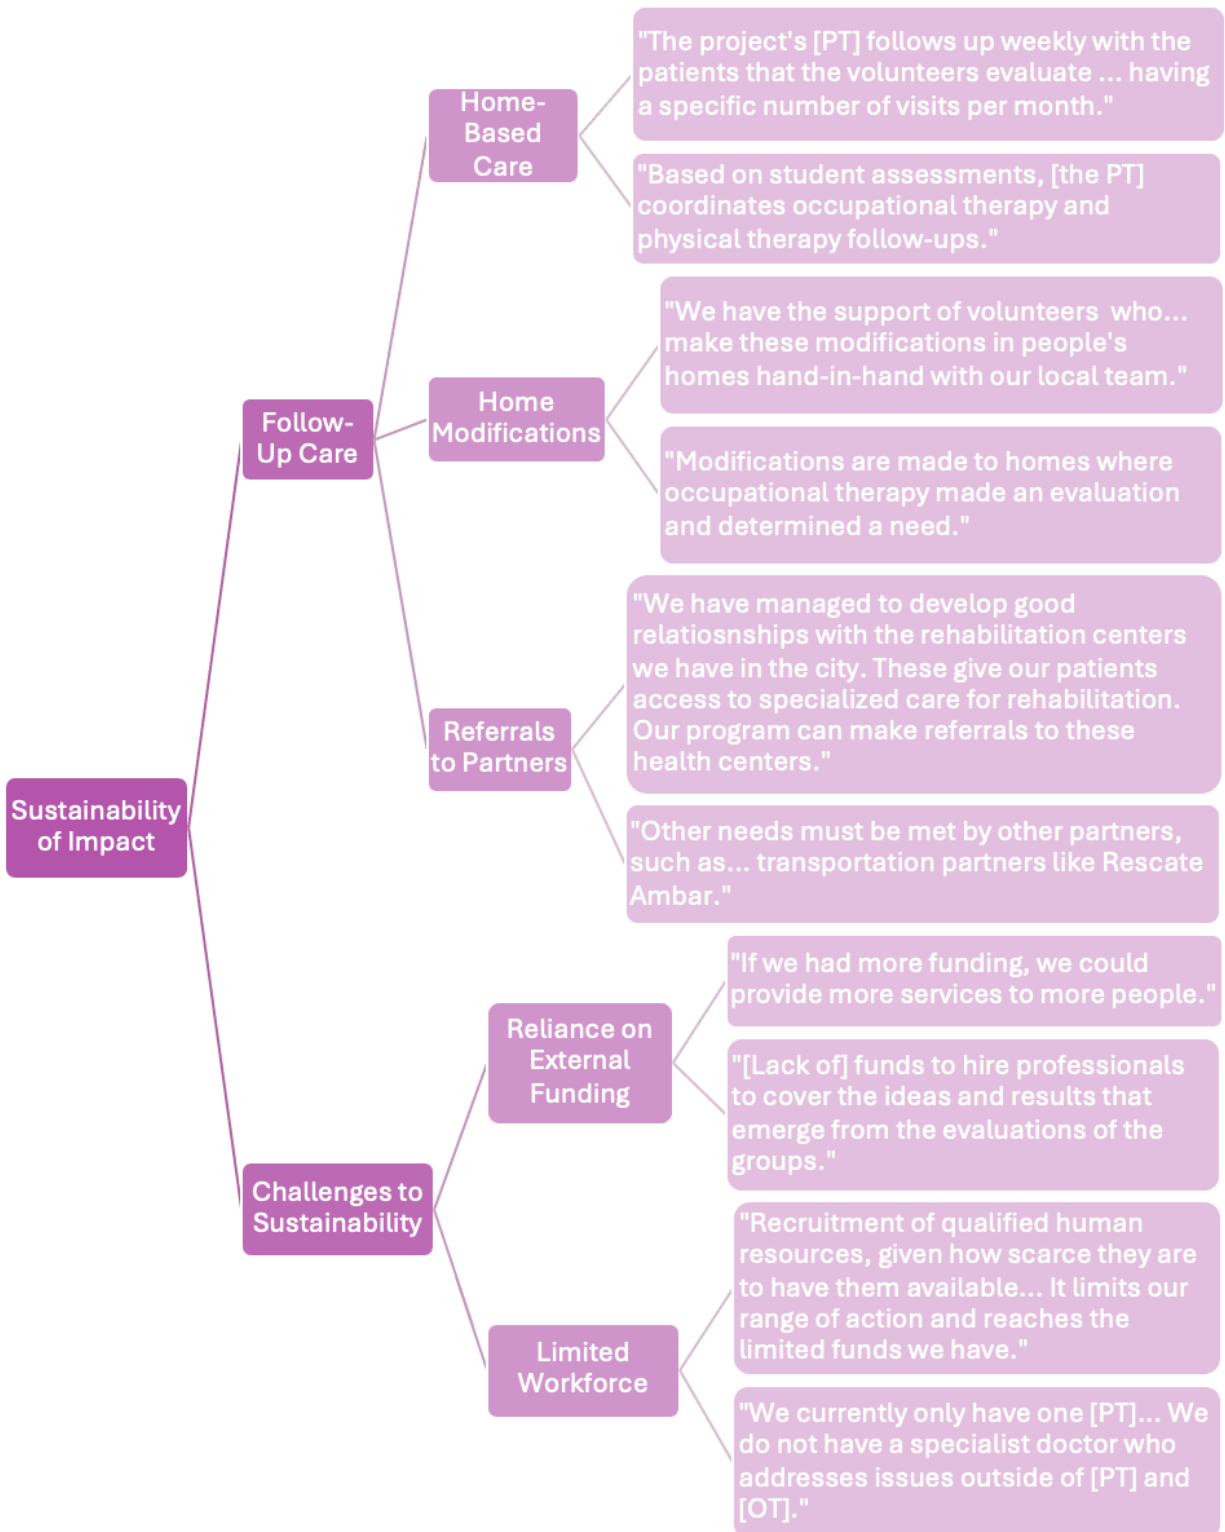 Sustainability
of Impact
Follow-
Up Care
Home-
Based
Care
"The project's [PT] follows up weekly with the
patients that the volunteers evaluate ... having
a specific number of visits per month."
"Based on student assessments, [the PT]
coordinates occupational therapy and
physical therapy follow-ups."
Home
Modifications
"We have the support of volunteers  who...
make these modifications in people's
homes hand-in-hand with our local team."
"Modifications are made to homes where
occupational therapy made an evaluation
and determined a need."
Referrals
to Partners
"We have managed to develop good
relatiosnships with the rehabilitation centers
we have in the city. These give our patients
access to specialized care for rehabilitation.
Our program can make referrals to these
health centers."
"Other needs must be met by other partners,
such as... transportation partners like Rescate
Ambar."
Challenges to
Sustainability
Reliance on
External
Funding
"If we had more funding, we could
provide more services to more people."
"[Lack of] funds to hire professionals
to cover the ideas and results that
emerge from the evaluations of the
groups."
Limited
Workforce
"Recruitment of qualified human
resources, given how scarce they are
to have them available... It limits our
range of action and reaches the
limited funds we have."
"We currently only have one [PT]... We
do not have a specialist doctor who
addresses issues outside of [PT] and
[OT]."